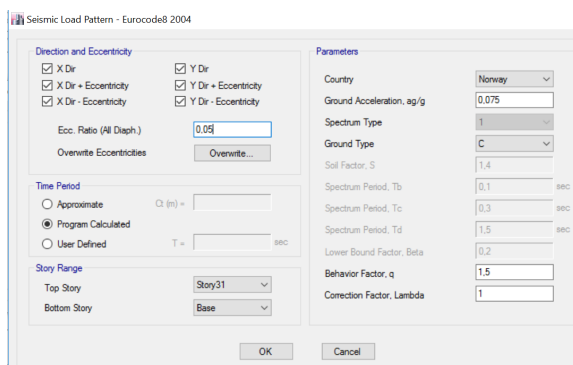 Seismic Load Pattern - Eurocode8 2004
Direction and Eccentricity
X Dir
Y Dir
X Dir + Eccentricity
Y Dir + Eccentricity
X Dir - Eccentricity
Y Dir - Eccentricity
Ecc. Ratio (All Diaph.)
0,05
Overwrite Eccentricities
Overwrite...
Time Period
Approximate
Ct (m) =
Program Calculated
User Defined
T =
sec
Story Range
Top Story
Story31
Bottom Story
Base
Parameters
Country
Norway
Ground Acceleration, ag/g
0,075
Spectrum Type
1
Ground Type
C
Soil Factor, S
1,4
Spectrum Period, Tb
0,1
sec
Spectrum Period, Tc
0,3
sec
Spectrum Period, Td
1,5
sec
Lower Bound Factor, Beta
0,2
Behavior Factor, q
1,5
Correction Factor, Lambda
1
OK
Cancel